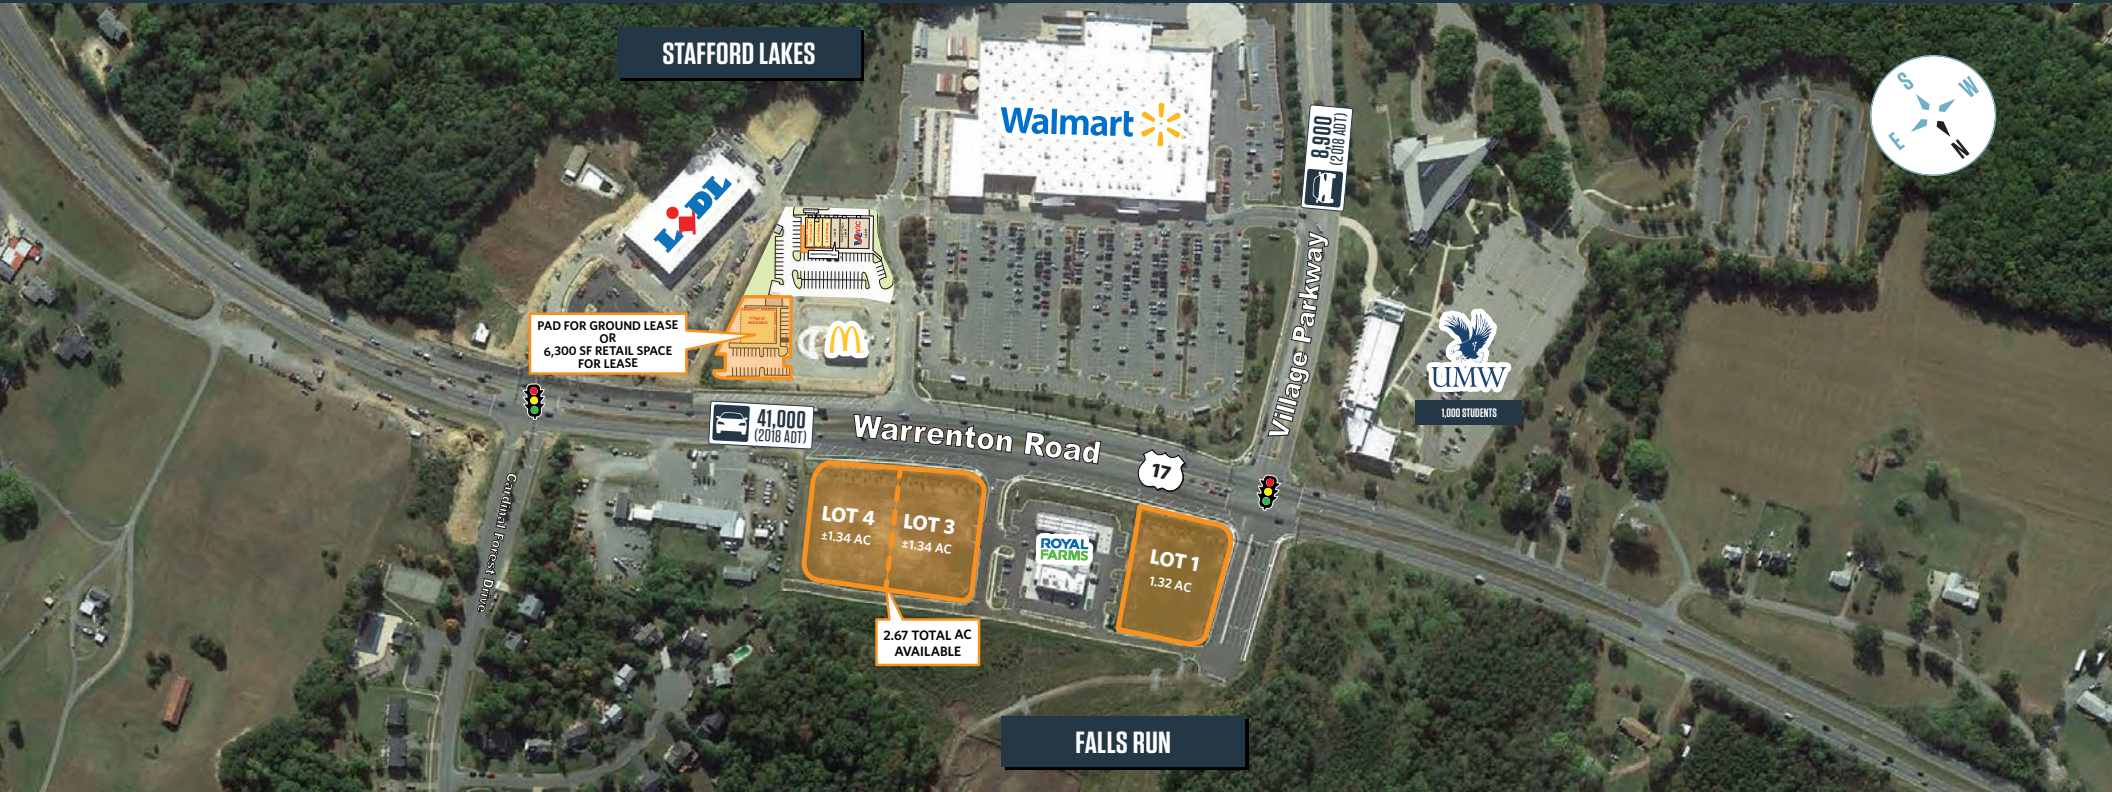 STAFFORD LAKES
Walmart
8,900
(2018 ADT)
S
W
E
N
LIDL
PAD FOR GROUND LEASE
OR
6,300 SF RETAIL SPACE
FOR LEASE
M
Village Parkway
UMW
1,000 STUDENTS
41,000
(2018 ADT)
Warrenton Road
17
Cardinal Forest Drive
LOT 4
±1.34 AC
LOT 3
±1.34 AC
ROYAL
FARMS
LOT 1
1.32 AC
2.67 TOTAL AC
AVAILABLE
FALLS RUN